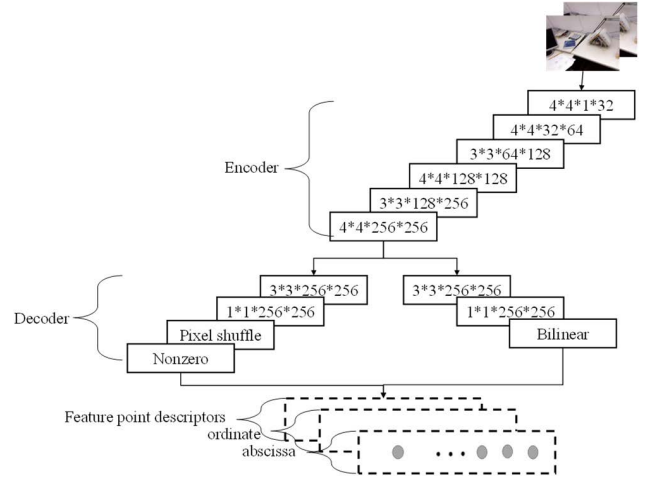 4*4*1*32
4*4*32*64
3*3*64*128
Encoder
4*4*128*128
3*3*128*256
4*4*256*256
3*3*256*256
3*3*256*256
1*1*256*256
1*1*256*256
Decoder
Pixel shuffle
Bilinear
Nonzero
Feature point descriptors
ordinate
abscissa